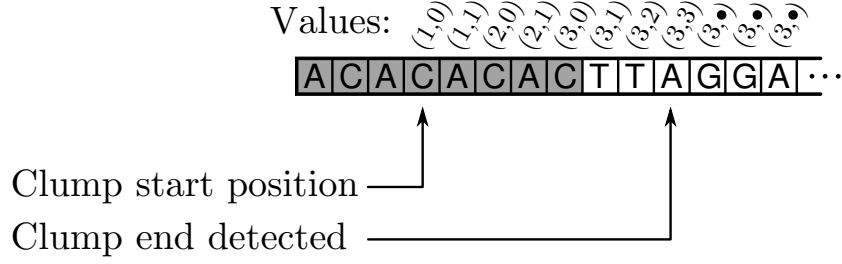 Values: (1,0) (1,1) (2,0) (2,1) (3,0) (3,1) (3,2) (3,3) (3,•) (3,•) (3,•)
A C A C A C A C T T A G G A ⋯
Clump start position
Clump end detected